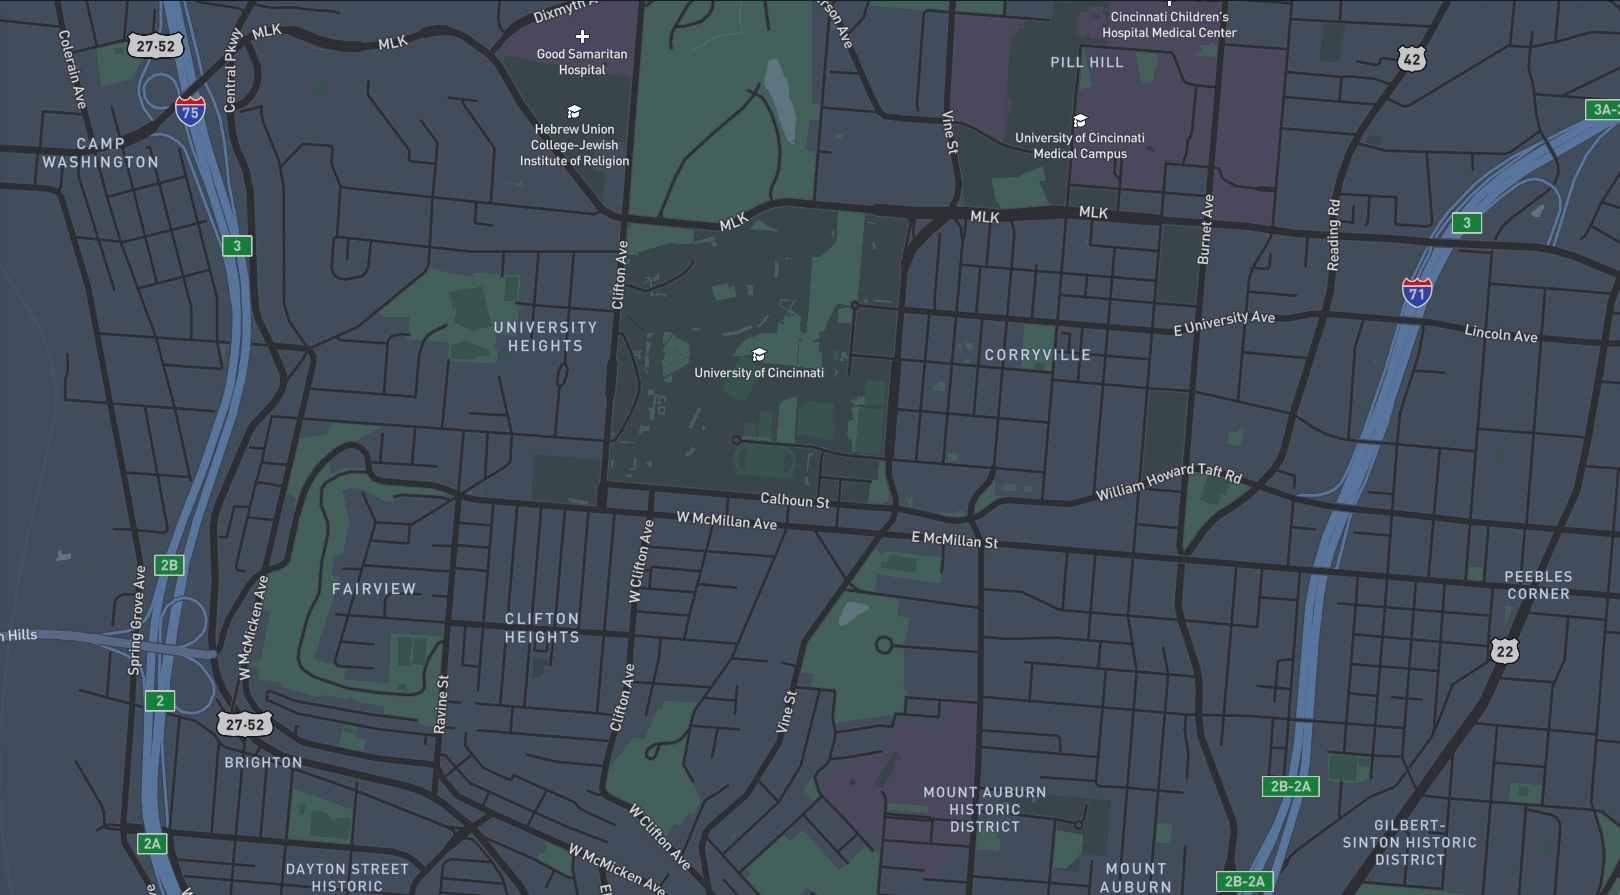 Dixmyth A
Cincinnati Children's
Hospital Medical Center
MLK
MLK
27-52
Good Samaritan
Hospital
PILL HILL
42
Colerain Ave
Central Pkwy
75
Hebrew Union
College-Jewish
Institute of Religion
Vine St
University of Cincinnati
Medical Campus
3A-3
CAMP
WASHINGTON
MLK
MLK
MLK
3
3
Clifton Ave
Burnet Ave
Reading Rd
71
UNIVERSITY
HEIGHTS
E University Ave
Lincoln Ave
CORRYVILLE
University of Cincinnati
William Howard Taft Rd
Calhoun St
W McMillan Ave
E McMillan St
2B
W Clifton Ave
FAIRVIEW
PEEBLES
CORNER
Spring Grove Ave
W McMicken Ave
CLIFTON
HEIGHTS
n Hills
22
2
Ravine St
Clifton Ave
Vine St
27-52
BRIGHTON
2B-2A
MOUNT AUBURN
HISTORIC
DISTRICT
W Clifton Ave
GILBERT-
SINTON HISTORIC
DISTRICT
2A
DAYTON STREET
HISTORIC
W McMicken Ave
MOUNT
AUBURN
2B-2A